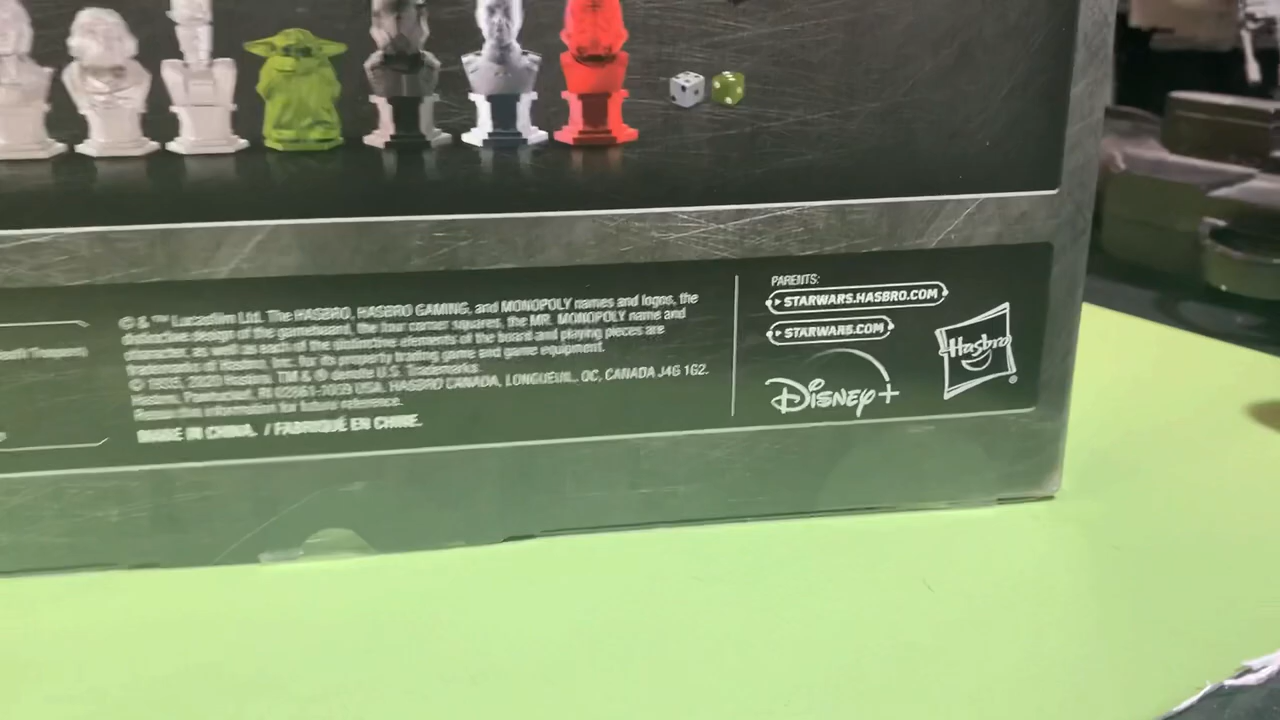 © & ™ Lucasfilm Ltd. The HASBRO, HASBRO GAMING, and MONOPOLY names and logos, the
distinctive design of the gameboard, the four corner squares, the MR. MONOPOLY name and
character, as well as each of the distinctive elements of the board and playing pieces are
trademarks of Hasbro, Inc. for its property trading game and game equipment.
© 1935, 2020 Hasbro. TM & ® denote U.S. Trademarks.
Hasbro, Pawtucket, RI 02861-1059 USA. HASBRO CANADA, LONGUEUIL, QC, CANADA J4G 1G2.
Retain this information for future reference.
MADE IN CHINA. / FABRIQUÉ EN CHINE.
PARENTS:
STARWARS.HASBRO.COM
STARWARS.COM
Disney+
Hasbro